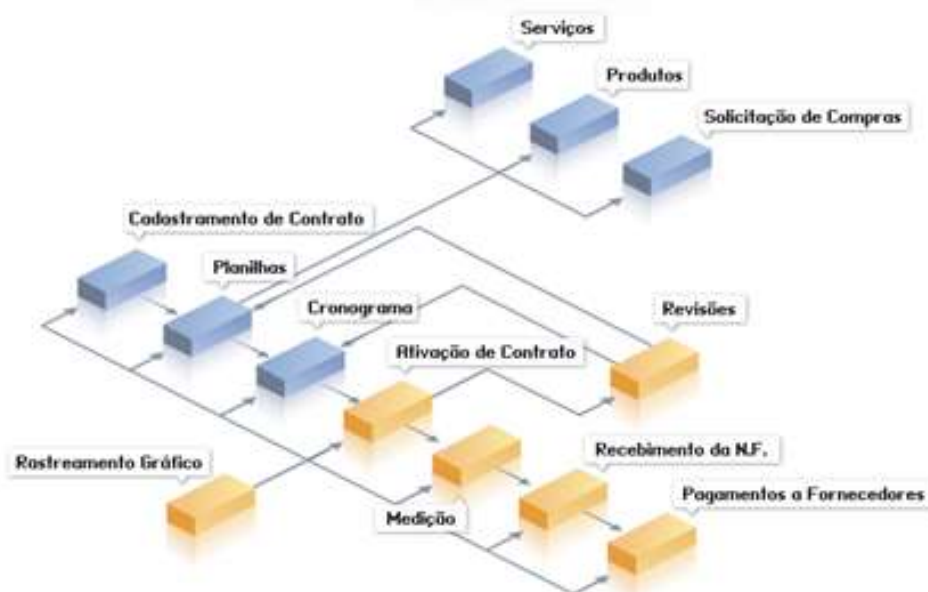 Serviços
Produtos
Solicitação de Compras
Cadastramento de Contrato
Planilhas
Cronograma
Revisões
Ativação de Contrato
Rastreamento Gráfico
Recebimento da N.F.
Medição
Pagamentos a Fornecedores